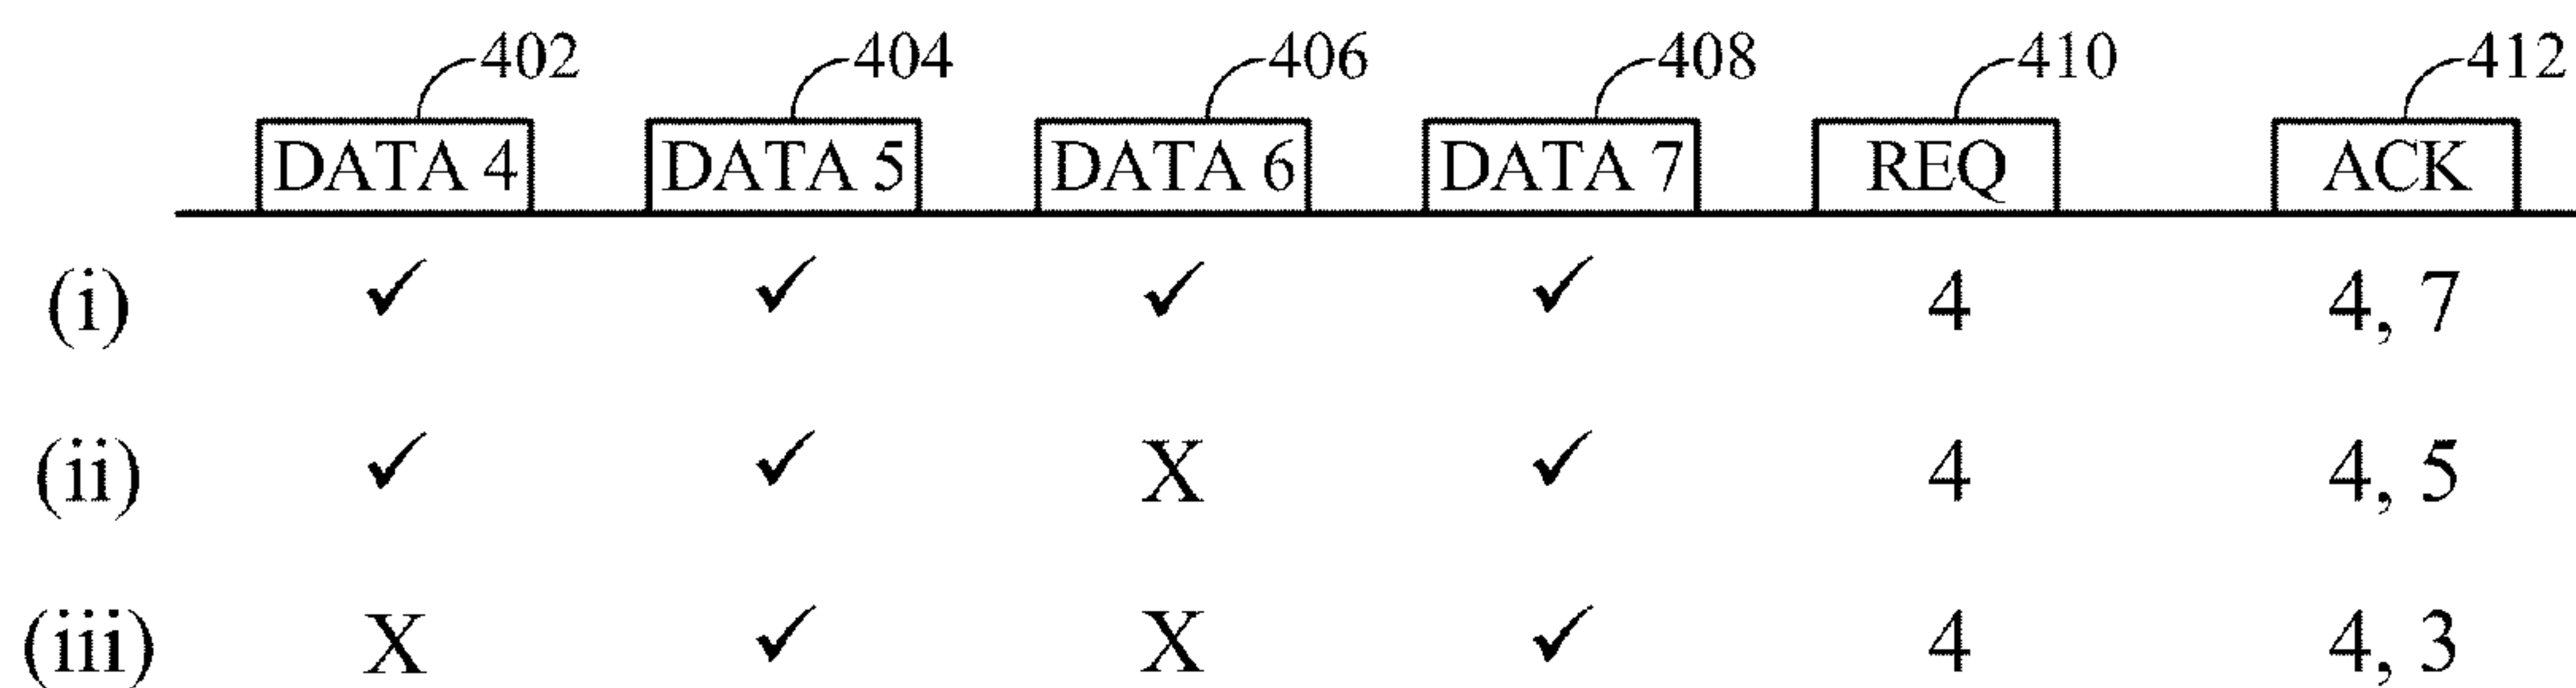 402 404 406 408 410 412
DATA 4 DATA 5 DATA 6 DATA 7 REQ ACK
(i) ✓ ✓ ✓ ✓ 4 4, 7
(ii) ✓ ✓ X ✓ 4 4, 5
(iii) X ✓ X ✓ 4 4, 3